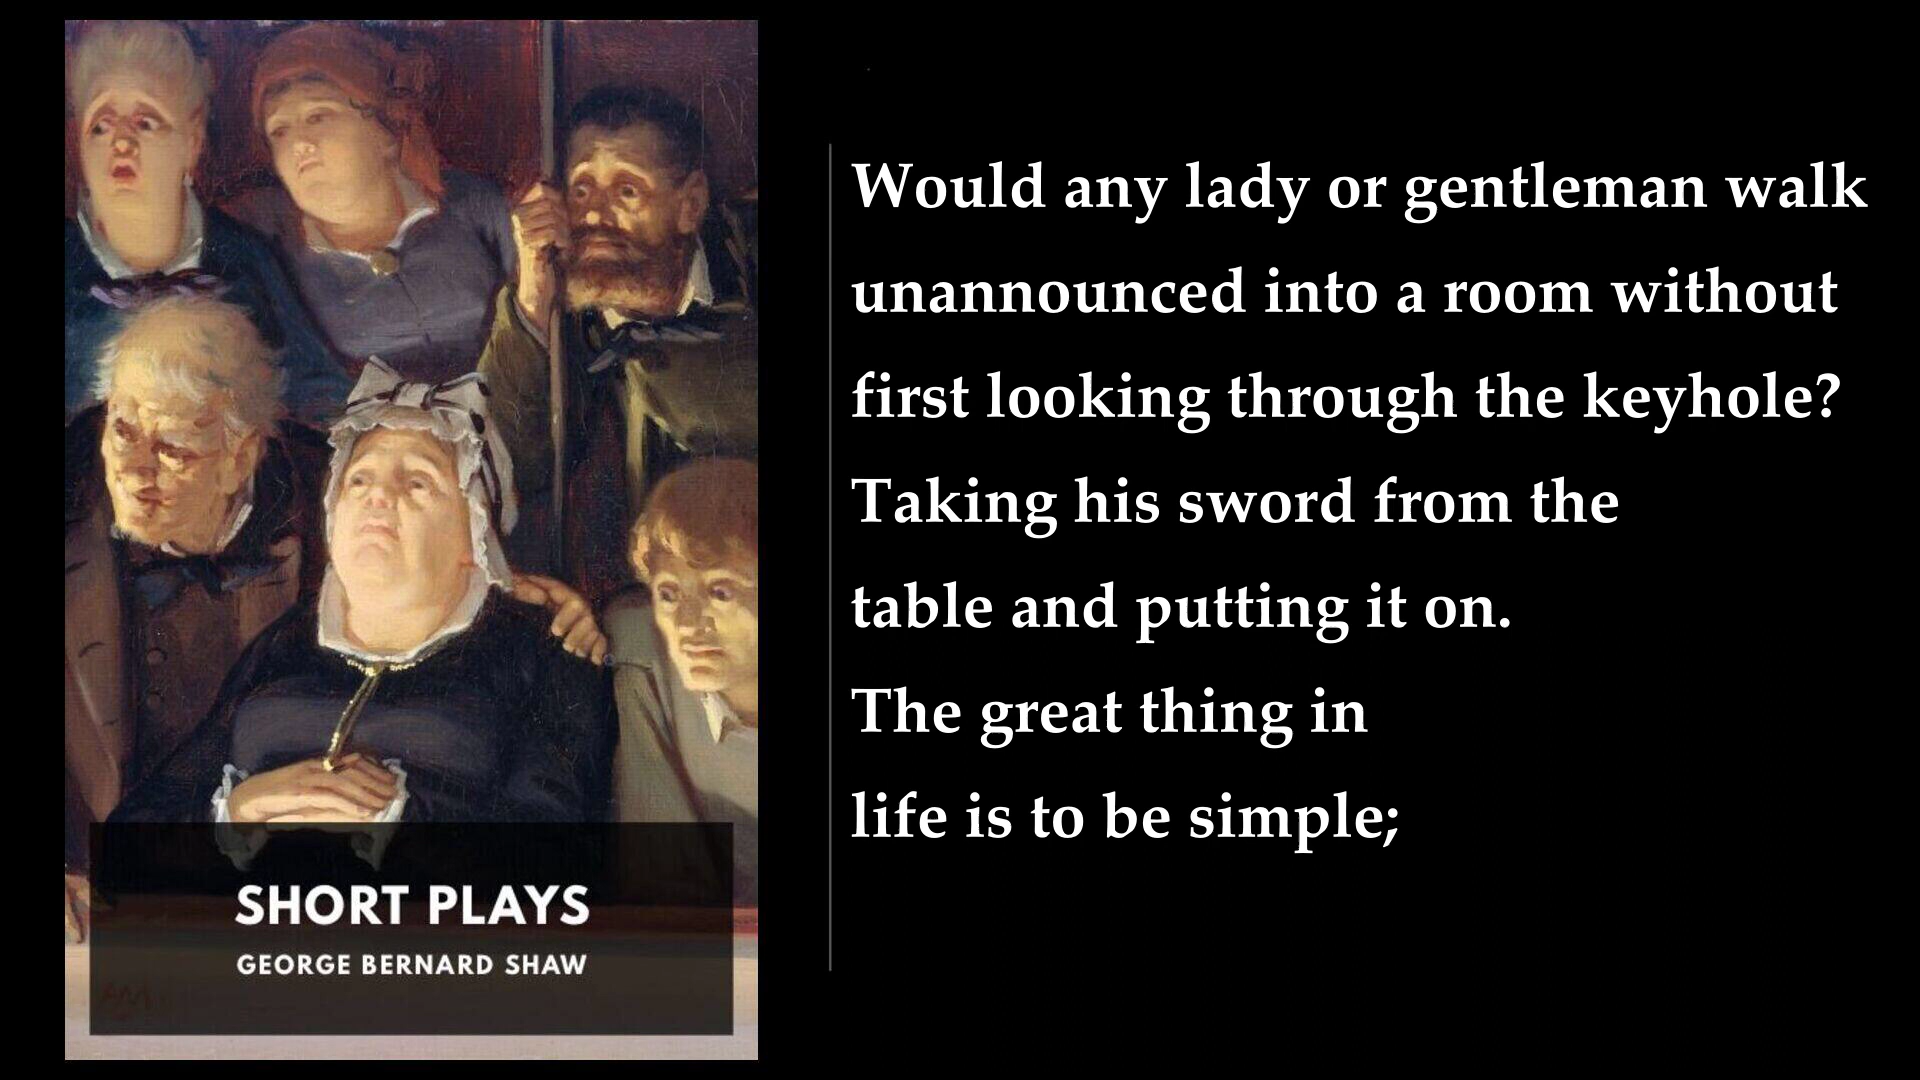 SHORT PLAYS
GEORGE BERNARD SHAW
Would any lady or gentleman walk
unannounced into a room without
first looking through the keyhole?
Taking his sword from the
table and putting it on.
The great thing in
life is to be simple;